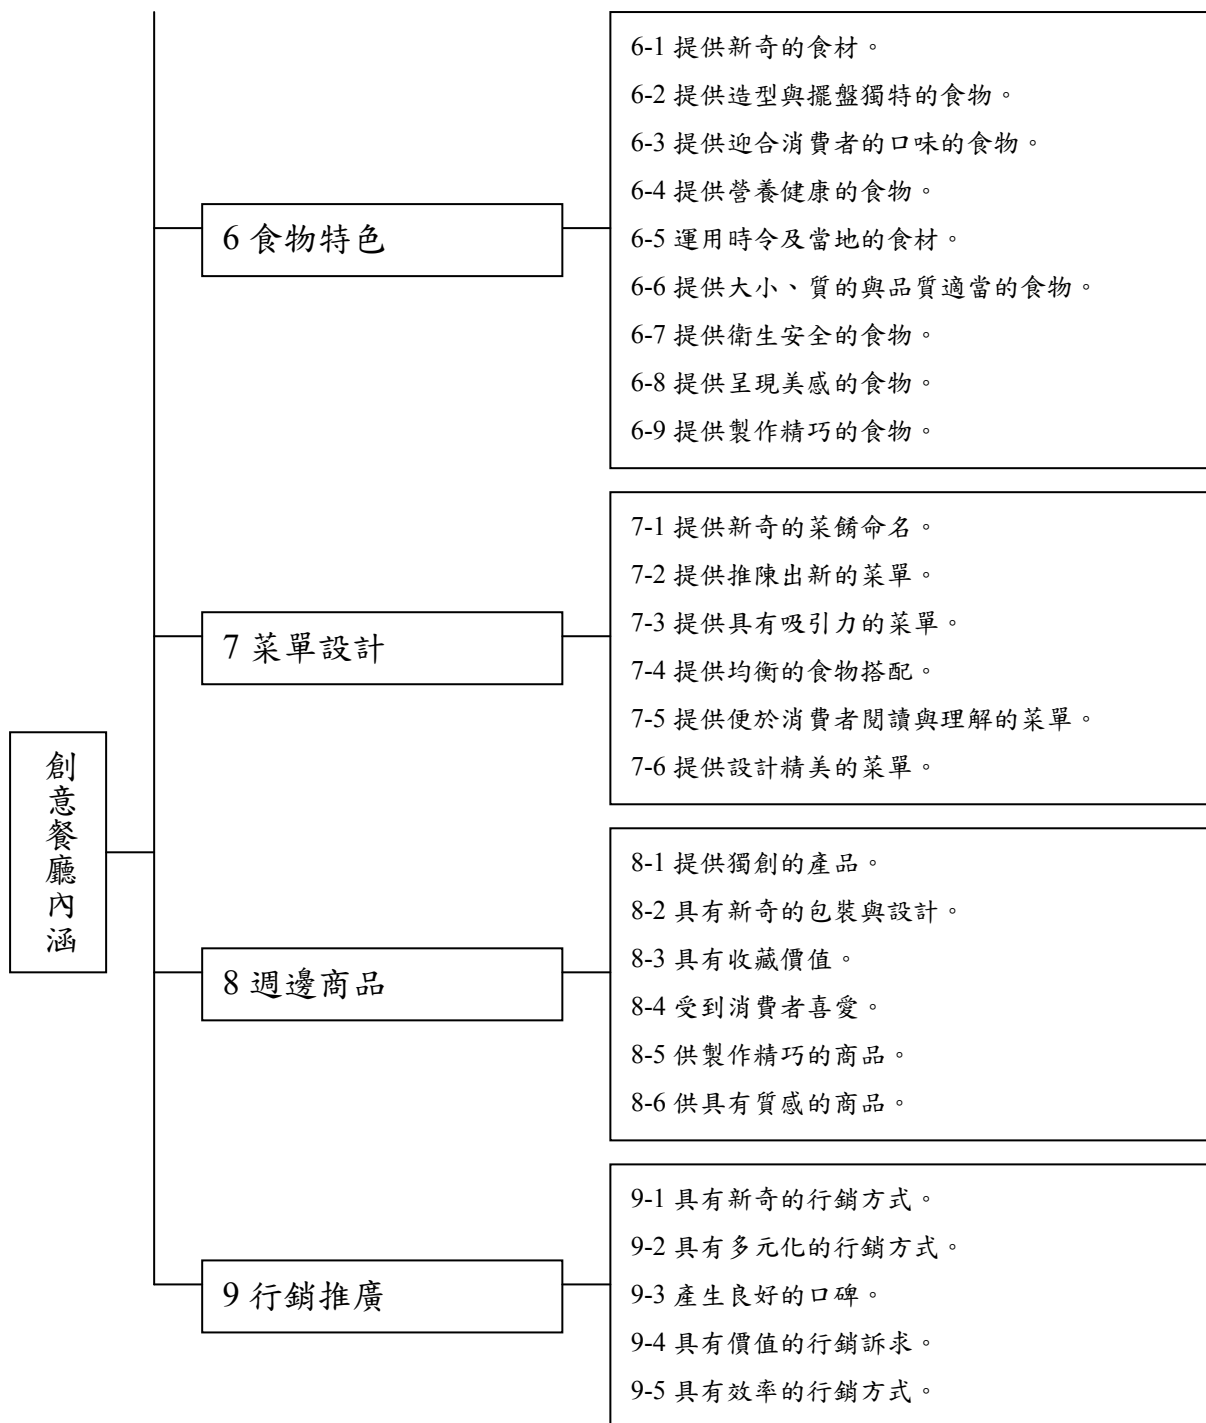 6-1 提供新奇的食材。
6-2 提供造型與擺盤獨特的食物。
6-3 提供迎合消費者的口味的食物。
6-4 提供營養健康的食物。
6 食物特色
6-5 運用時令及當地的食材。
6-6 提供大小、質的與品質適當的食物。
6-7 提供衛生安全的食物。
6-8 提供呈現美感的食物。
6-9 提供製作精巧的食物。
7-1 提供新奇的菜餚命名。
7-2 提供推陳出新的菜單。
7-3 提供具有吸引力的菜單。
7 菜單設計
7-4 提供均衡的食物搭配。
7-5 提供便於消費者閱讀與理解的菜單。
7-6 提供設計精美的菜單。
創意餐廳內涵
8-1 提供獨創的產品。
8-2 具有新奇的包裝與設計。
8-3 具有收藏價值。
8 週邊商品
8-4 受到消費者喜愛。
8-5 供製作精巧的商品。
8-6 供具有質感的商品。
9-1 具有新奇的行銷方式。
9-2 具有多元化的行銷方式。
9-3 產生良好的口碑。
9 行銷推廣
9-4 具有價值的行銷訴求。
9-5 具有效率的行銷方式。